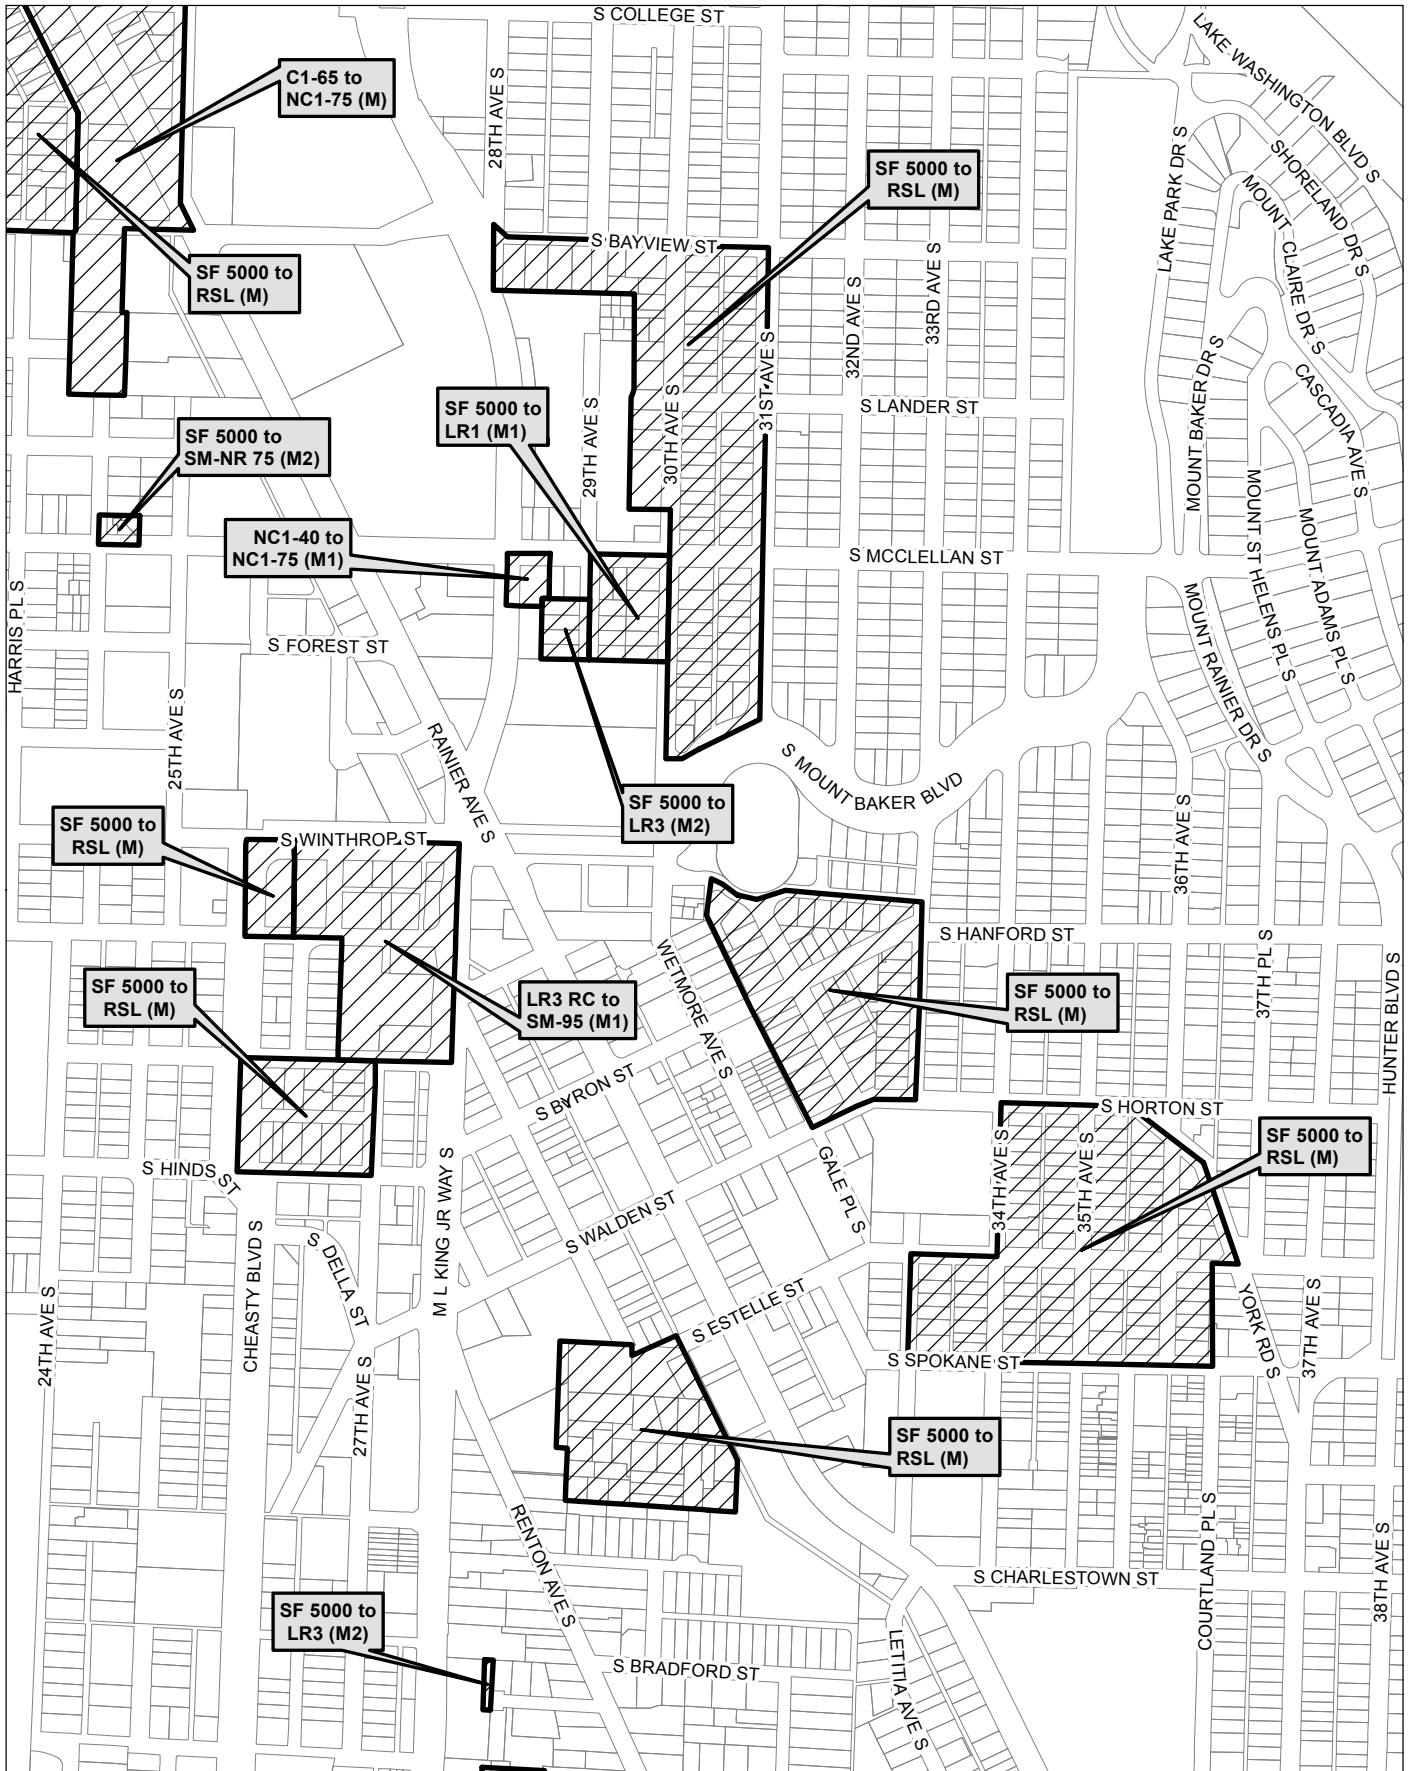 S COLLEGE ST
LAKE WASHINGTON BLVD S
C1-65 to
NC1-75 (M)
28TH AVE S
SF 5000 to
RSL (M)
LAKE PARK DR S
SHORELAND DR S
MOUNT CLAIRE DR S
S BAYVIEW ST
SF 5000 to
RSL (M)
32ND AVE S
33RD AVE S
31ST AVE S
MOUNT BAKER DR S
CASCADIA AVE S
SF 5000 to
LR1 (M1)
29TH AVE S
30TH AVE S
S LANDER ST
SF 5000 to
SM-NR 75 (M2)
MOUNT ST HELENS PL S
MOUNT ADAMS PL S
NC1-40 to
NC1-75 (M1)
S MCCLELLAN ST
HARRIS PL S
S FOREST ST
MOUNT RAINIER DR S
25TH AVE S
RAINIER AVE S
S MOUNT BAKER BLVD
SF 5000 to
LR3 (M2)
SF 5000 to
RSL (M)
S WINTHROP ST
36TH AVE S
S HANFORD ST
WETMORE AVE S
37TH PL S
HUNTER BLVD S
SF 5000 to
RSL (M)
LR3 RC to
SM-95 (M1)
SF 5000 to
RSL (M)
S BYRON ST
S HORTON ST
SF 5000 to
RSL (M)
S HINDS ST
M L KING JR WAY S
GALE PL S
34TH AVE S
35TH AVE S
S WALDEN ST
CHEASTY BLVD S
S DELLA ST
24TH AVE S
S ESTELLE ST
YORK RD S
37TH AVE S
S SPOKANE ST
27TH AVE S
SF 5000 to
RSL (M)
RENTON AVE S
COURTLAND PL S
38TH AVE S
S CHARLESTOWN ST
SF 5000 to
LR3 (M2)
LETITIA AVE S
S BRADFORD ST